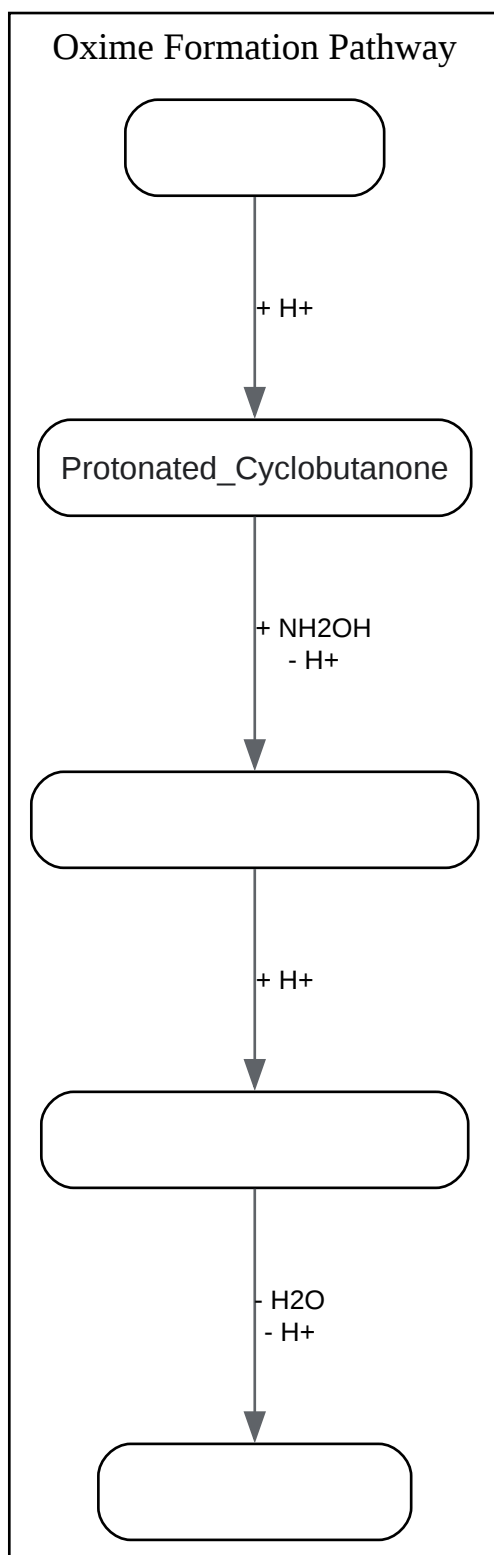 Oxime Formation Pathway
+ H+
Protonated_Cyclobutanone
+ NH2OH
- H+
+ H+
- H2O
- H+